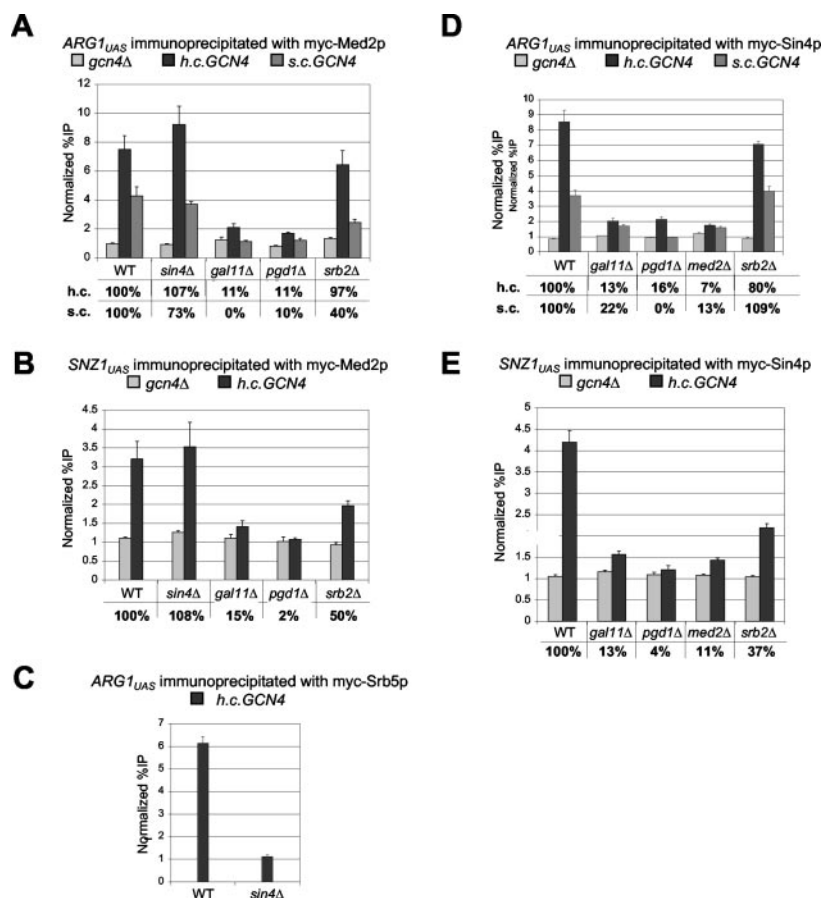 A
ARG1UAS immunoprecipitated with myc-Med2p
gcn4Δ h.c.GCN4 s.c.GCN4
Normalized %IP
12
10
8
6
4
2
0
WT sin4Δ gal11Δ pgd1Δ srb2Δ
h.c. 100% 107% 11% 11% 97%
s.c. 100% 73% 0% 10% 40%
B
SNZ1UAS immunoprecipitated with myc-Med2p
gcn4Δ h.c.GCN4
Normalized %IP
4.5
4
3.5
3
2.5
2
1.5
1
0.5
0
WT sin4Δ gal11Δ pgd1Δ srb2Δ
100% 108% 15% 2% 50%
C
ARG1UAS immunoprecipitated with myc-Srb5p
h.c.GCN4
Normalized %IP
7
6
5
4
3
2
1
0
WT sin4Δ
D
ARG1UAS immunoprecipitated with myc-Sin4p
gcn4Δ h.c.GCN4 s.c.GCN4
Normalized %IP
Normalized %IP
10
9
8
7
6
5
4
3
2
1
0
WT gal11Δ pgd1Δ med2Δ srb2Δ
h.c. 100% 13% 16% 7% 80%
s.c. 100% 22% 0% 13% 109%
E
SNZ1UAS immunoprecipitated with myc-Sin4p
gcn4Δ h.c.GCN4
Normalized %IP
5
4.5
4
3.5
3
2.5
1.5
1
0.5
0
WT gal11Δ pgd1Δ med2Δ srb2Δ
100% 13% 4% 11% 37%